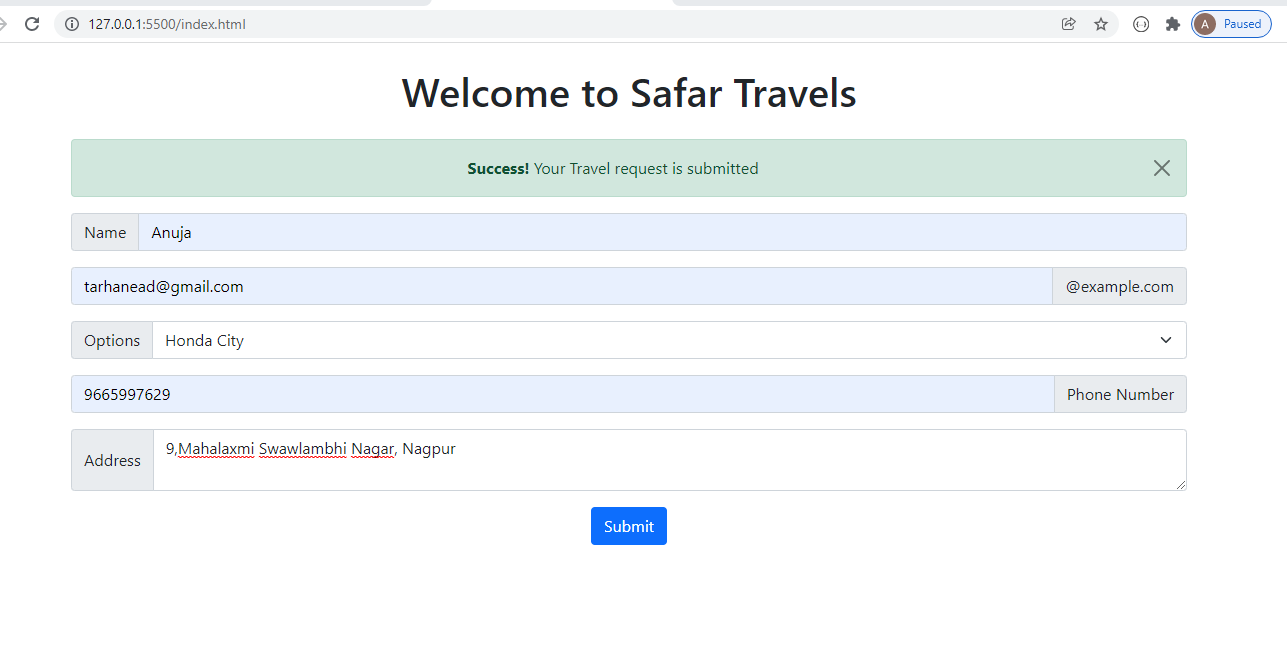 127.0.0.1:5500/index.html
A Paused
Welcome to Safar Travels
Success! Your Travel request is submitted
Name Anuja
tarhanead@gmail.com @example.com
Options Honda City
9665997629 Phone Number
Address 9,Mahalaxmi Swawlambhi Nagar, Nagpur
Submit